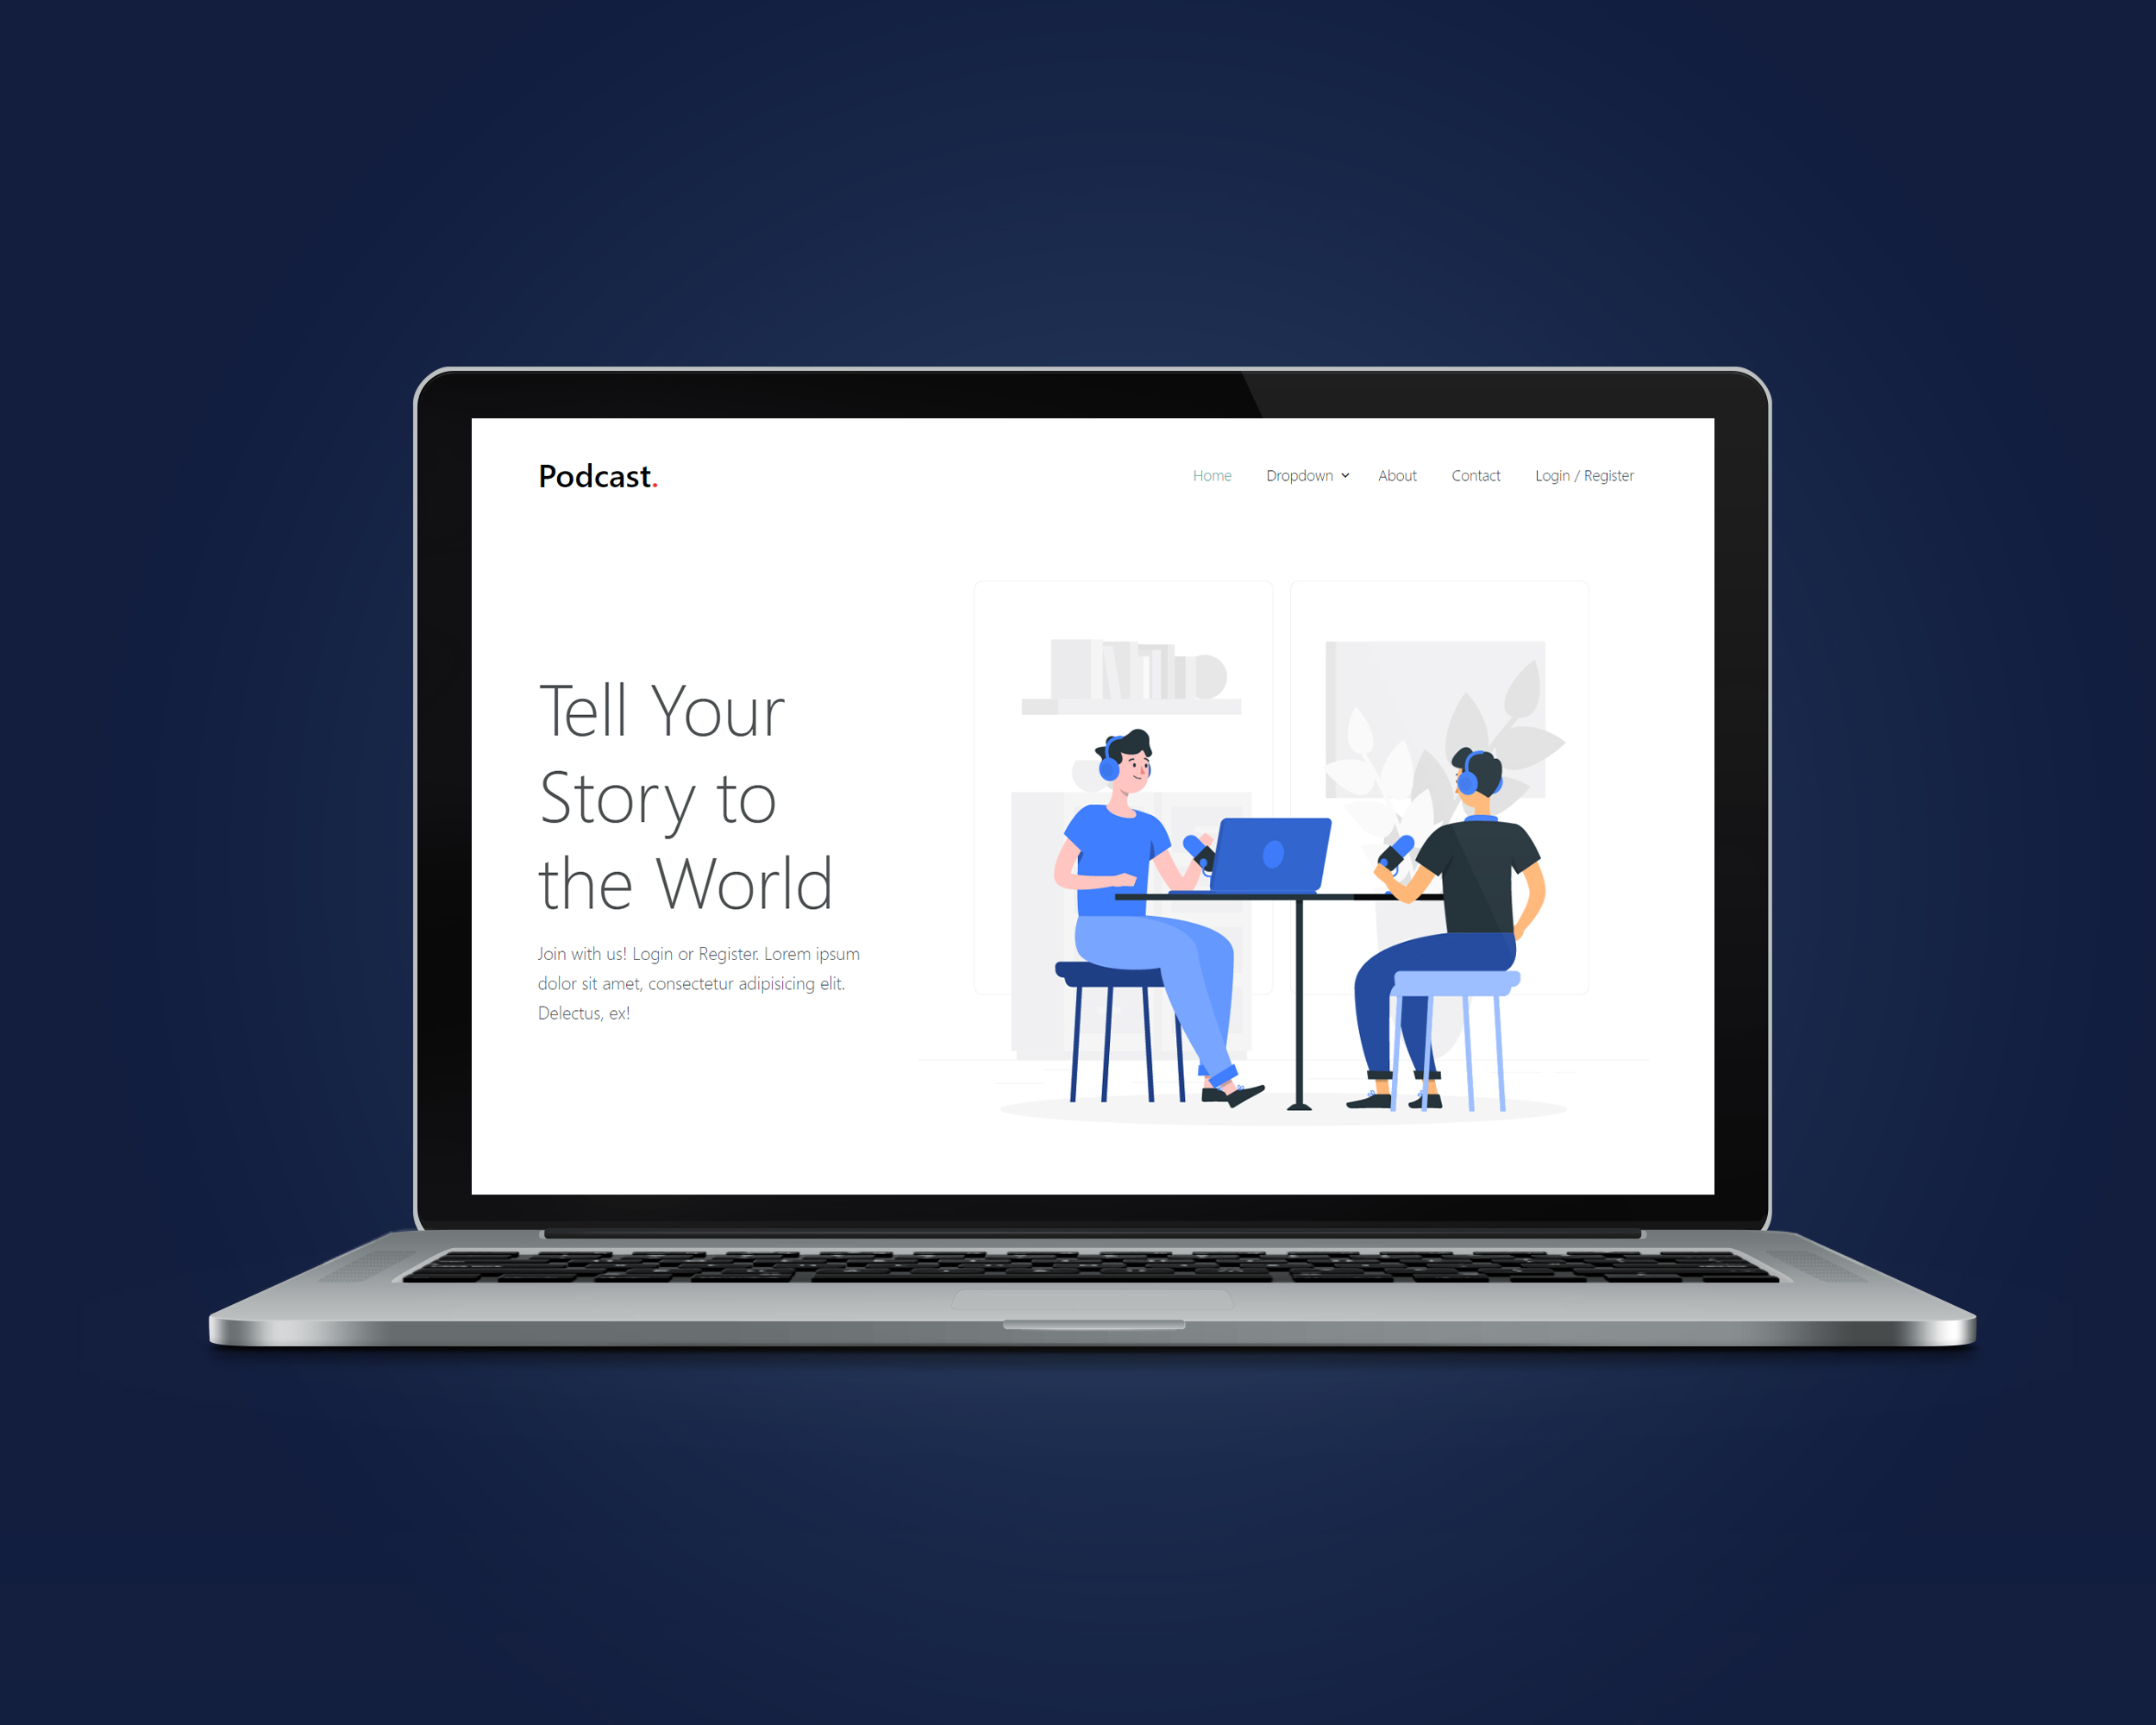 Podcast.
Home Dropdown About Contact Login / Register
Tell Your
Story to
the World
Join with us! Login or Register. Lorem ipsum
dolor sit amet, consectetur adipisicing elit.
Delectus, ex!